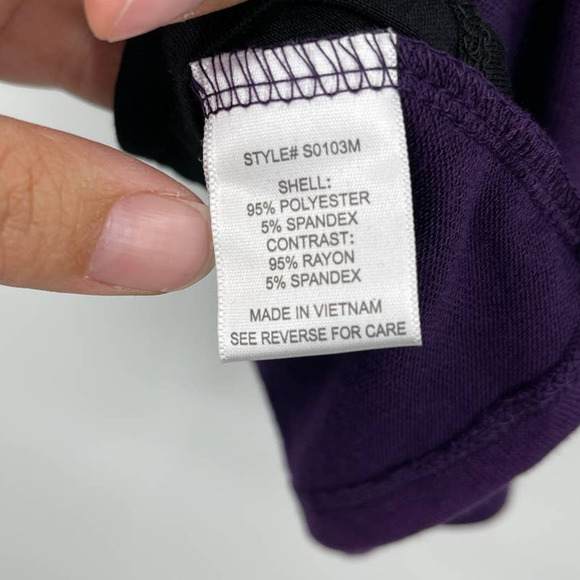 STYLE# S0103M
SHELL:
95% POLYESTER
5% SPANDEX
CONTRAST:
95% RAYON
5% SPANDEX
MADE IN VIETNAM
SEE REVERSE FOR CARE